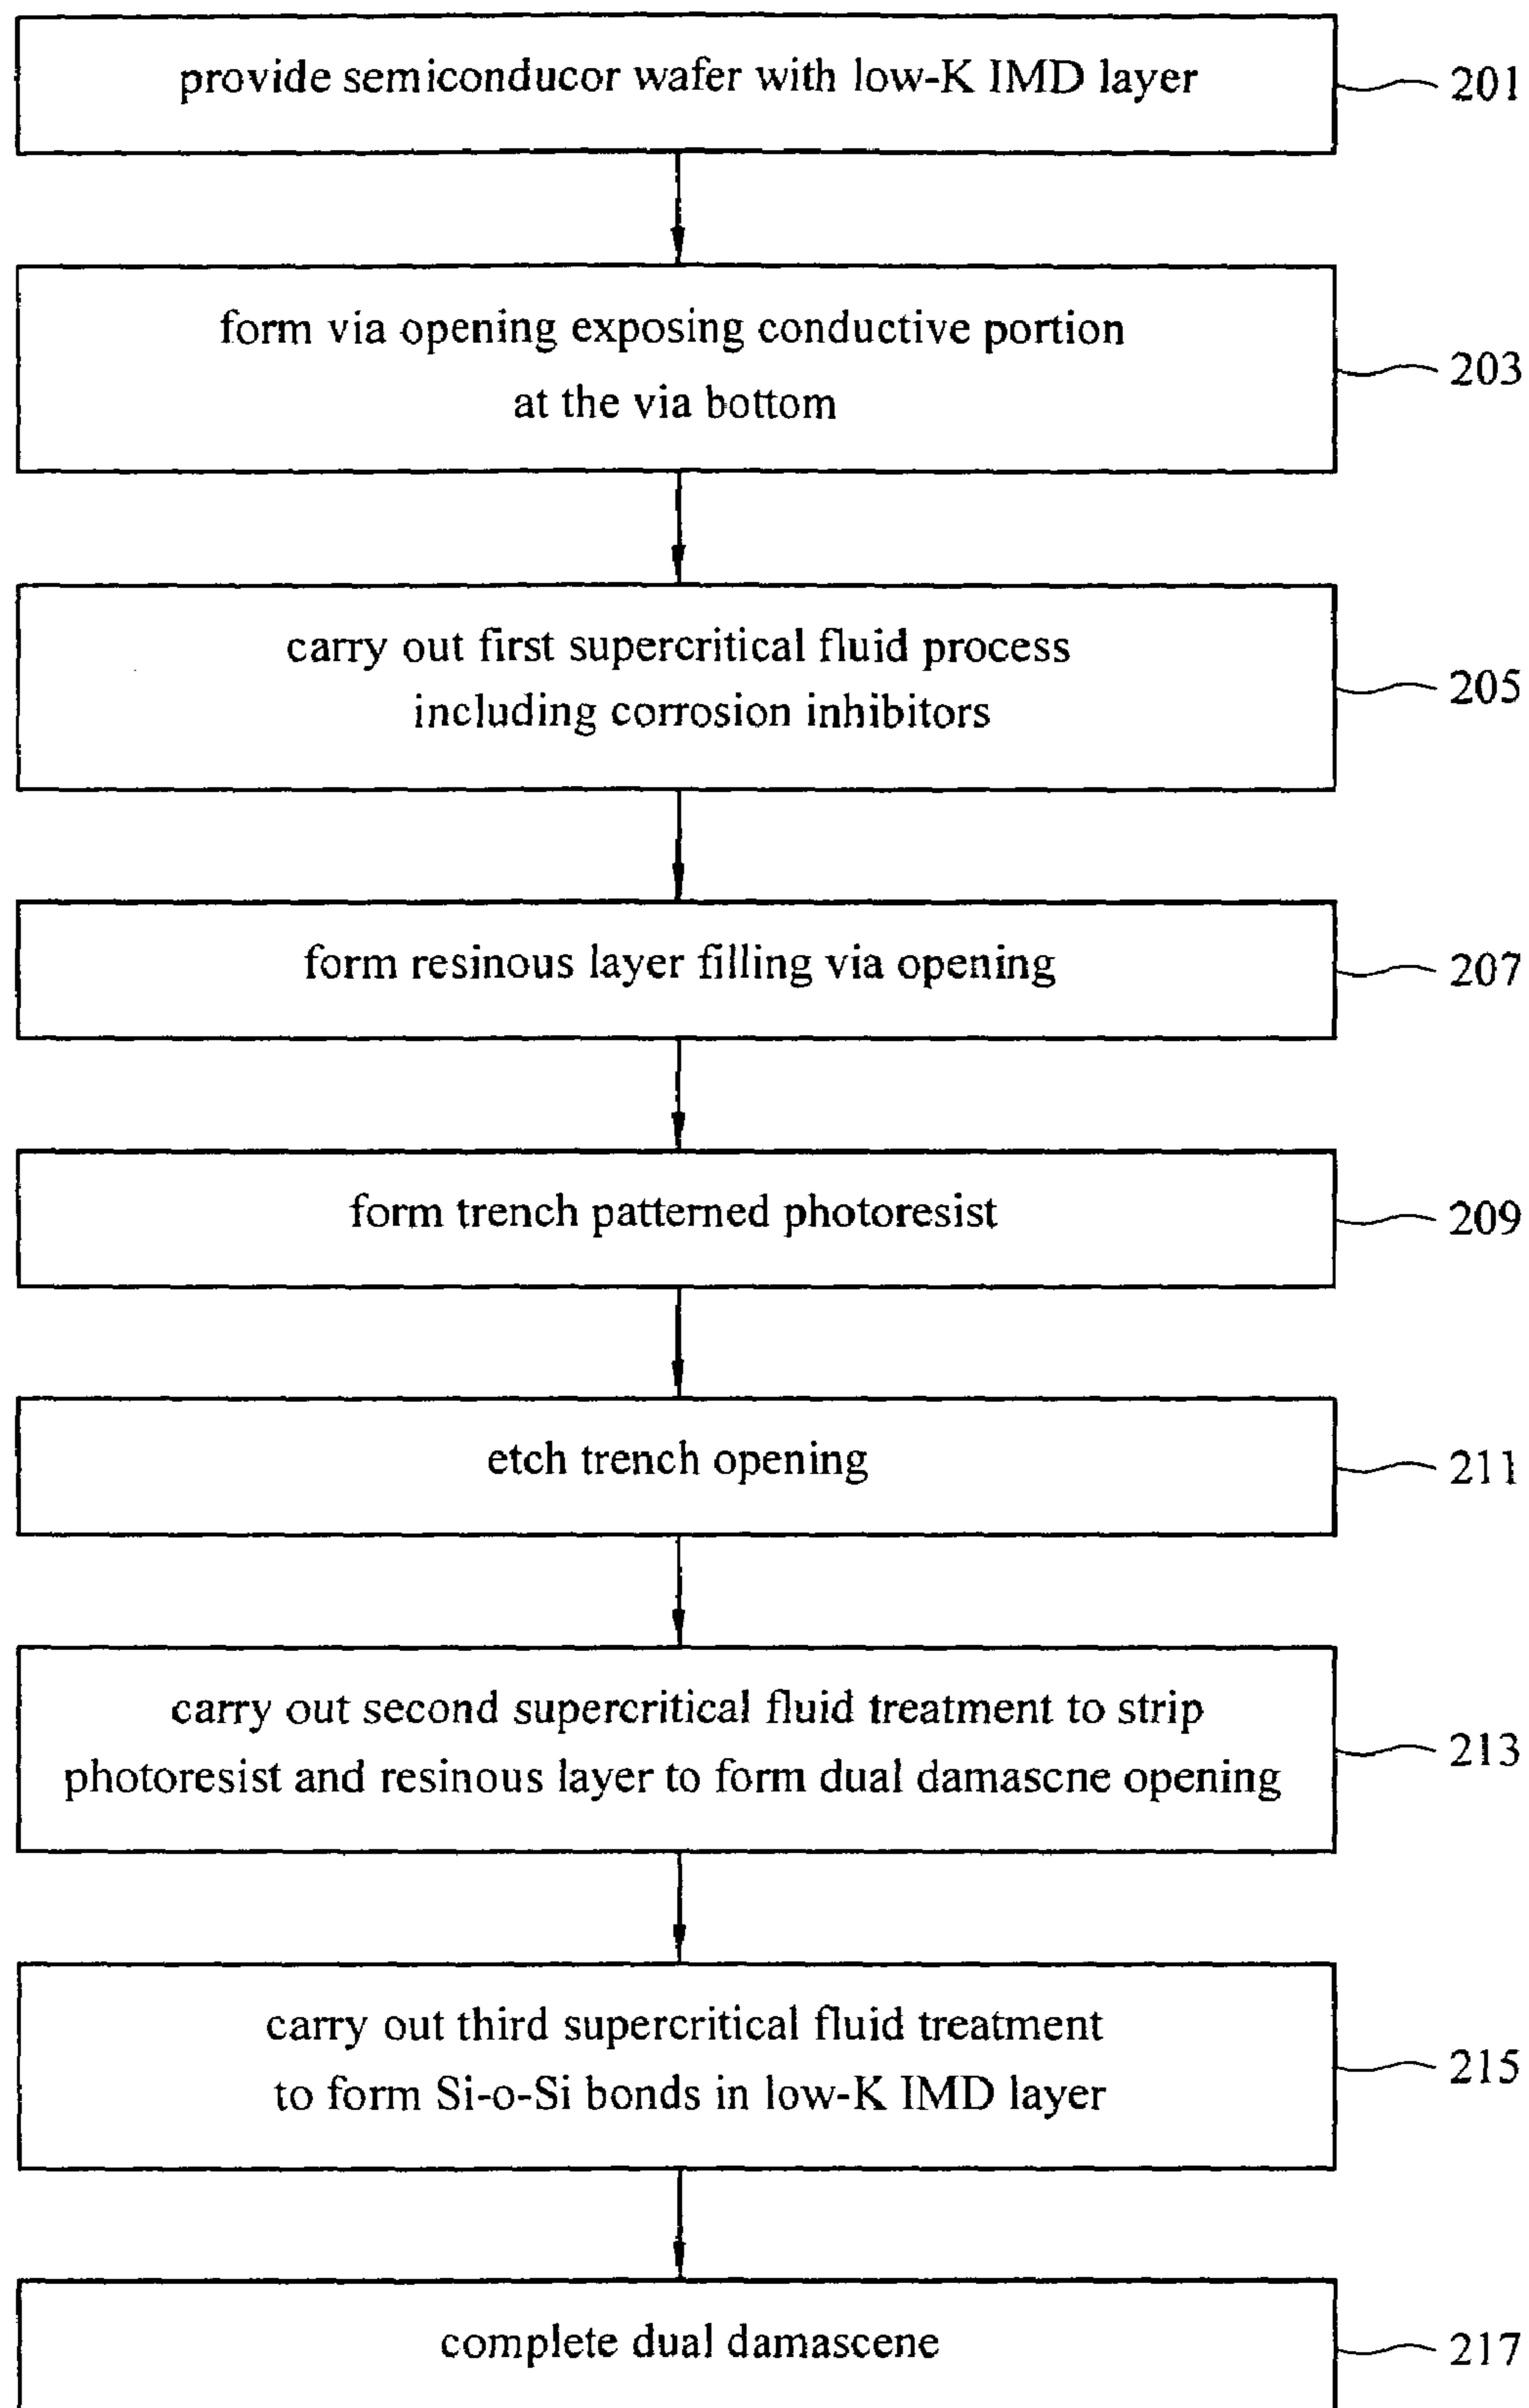 provide semiconducor wafer with low-K IMD layer
201
form via opening exposing conductive portion
at the via bottom
203
carry out first supercritical fluid process
including corrosion inhibitors
205
form resinous layer filling via opening
207
form trench patterned photoresist
209
etch trench opening
211
carry out second supercritical fluid treatment to strip
photoresist and resinous layer to form dual damascne opening
213
carry out third supercritical fluid treatment
to form Si-o-Si bonds in low-K IMD layer
215
complete dual damascene
217